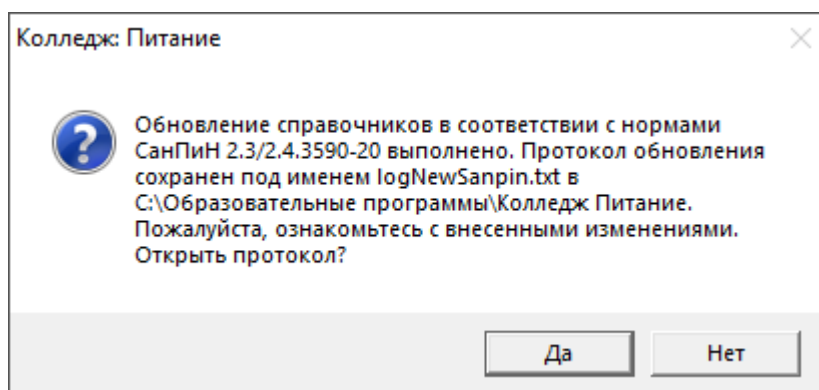 Колледж: Питание
Обновление справочников в соответствии с нормами
СанПиН 2.3/2.4.3590-20 выполнено. Протокол обновления
сохранен под именем logNewSanpin.txt в
C:\Образовательные программы\Колледж Питание.
Пожалуйста, ознакомьтесь с внесенными изменениями.
Открыть протокол?
Да Нет